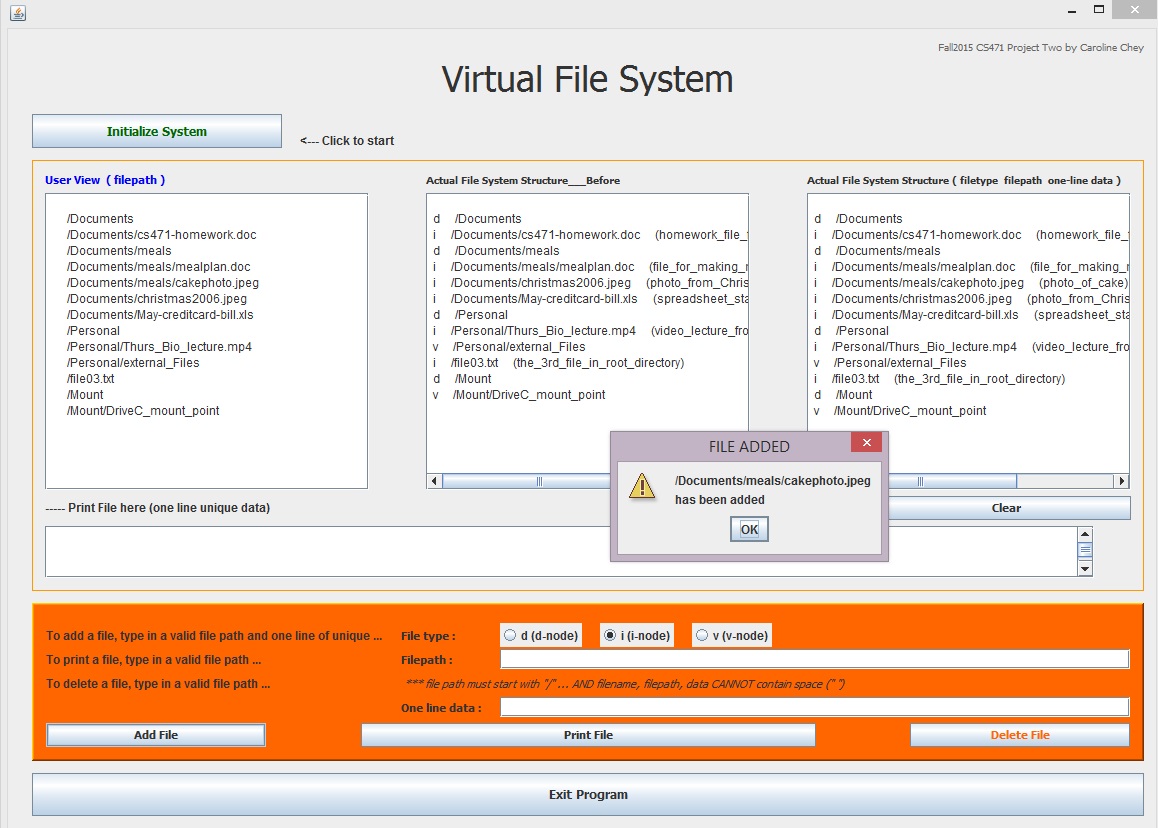 Fall2015 CS471 Project Two by Caroline Chey
Virtual File System
Initialize System
<--- Click to start
User View ( filepath )
/Documents
/Documents/cs471-homework.doc
/Documents/meals
/Documents/meals/mealplan.doc
/Documents/meals/cakephoto.jpeg
/Documents/christmas2006.jpeg
/Documents/May-creditcard-bill.xls
/Personal
/Personal/Thurs_Bio_lecture.mp4
/Personal/external_Files
/file03.txt
/Mount
/Mount/DriveC_mount_point
Actual File System Structure___Before
d /Documents
i /Documents/cs471-homework.doc (homework_file_
d /Documents/meals
i /Documents/meals/mealplan.doc (file_for_making_
i /Documents/christmas2006.jpeg (photo_from_Chris
i /Documents/May-creditcard-bill.xls (spreadsheet_sta
d /Personal
i /Personal/Thurs_Bio_lecture.mp4 (video_lecture_fro
v /Personal/external_Files
i /file03.txt (the_3rd_file_in_root_directory)
d /Mount
v /Mount/DriveC_mount_point
Actual File System Structure ( filetype filepath one-line data )
d /Documents
i /Documents/cs471-homework.doc (homework_file_
d /Documents/meals
i /Documents/meals/mealplan.doc (file_for_making_
i /Documents/meals/cakephoto.jpeg (photo_of_cake)
i /Documents/christmas2006.jpeg (photo_from_Chris
i /Documents/May-creditcard-bill.xls (spreadsheet_sta
d /Personal
i /Personal/Thurs_Bio_lecture.mp4 (video_lecture_fro
v /Personal/external_Files
i /file03.txt (the_3rd_file_in_root_directory)
d /Mount
v /Mount/DriveC_mount_point
FILE ADDED
/Documents/meals/cakephoto.jpeg
has been added
OK
----- Print File here (one line unique data)
Clear
To add a file, type in a valid file path and one line of unique ...
File type :
d (d-node)
i (i-node)
v (v-node)
To print a file, type in a valid file path ...
Filepath :
To delete a file, type in a valid file path ...
*** file path must start with "/" ... AND filename, filepath, data CANNOT contain space (" ")
One line data :
Add File
Print File
Delete File
Exit Program